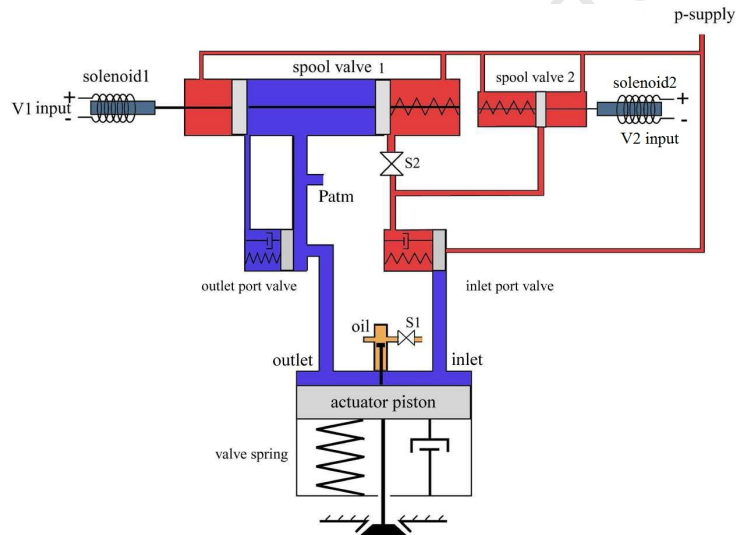 p-supply
solenoid1
spool valve 1
spool valve 2
solenoid2
+
V1 input
-
+
-
V2 input
S2
Patm
outlet port valve
inlet port valve
oil
S1
outlet
inlet
actuator piston
valve spring